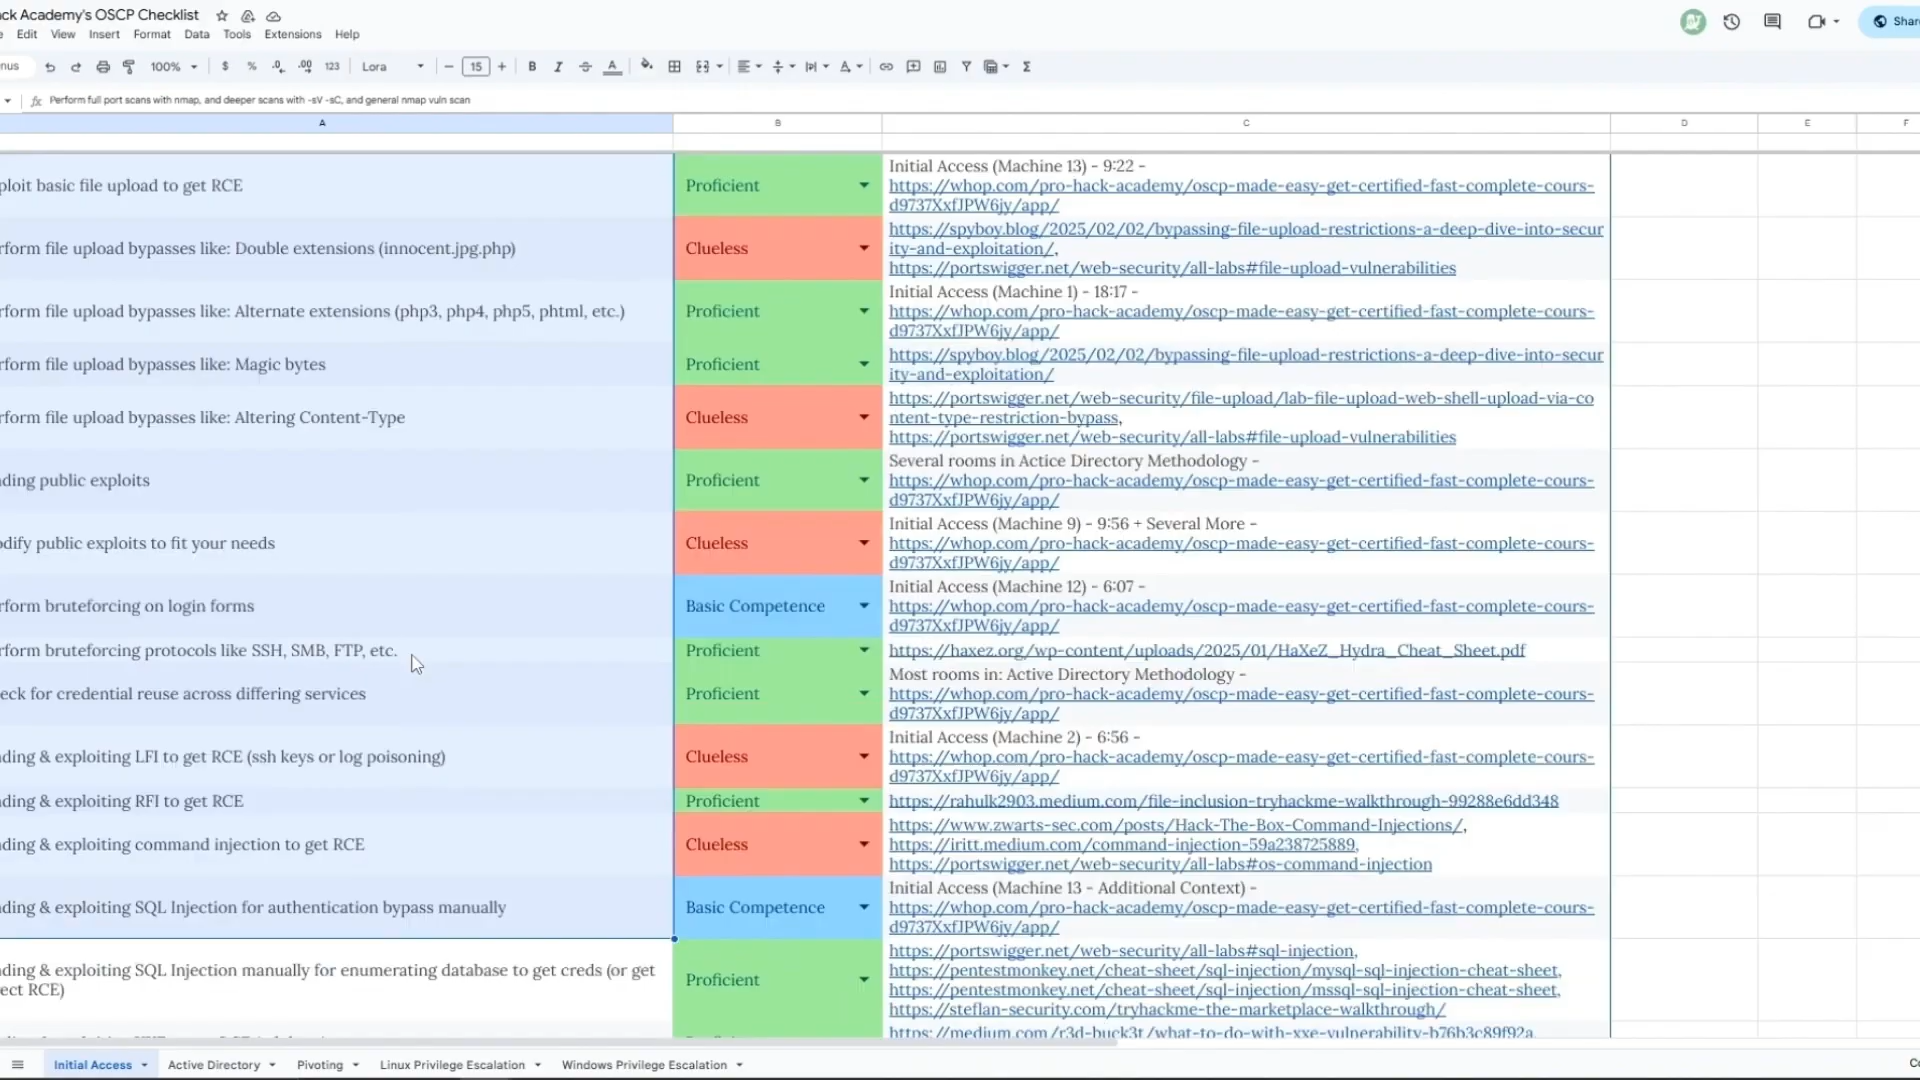 ck Academy's OSCP Checklist
Edit View Insert Format Data Tools Extensions Help
Share
nus 100% $ % .0 .00 123 Lora 15 B I S A Σ
fx Perform full port scans with nmap, and deeper scans with -sV -sC, and general nmap vuln scan
A B C D E F
ploit basic file upload to get RCE
Proficient
Initial Access (Machine 13) - 9:22 -
https://whop.com/pro-hack-academy/oscp-made-easy-get-certified-fast-complete-cours-
d9737XxfJPW6jy/app/
rform file upload bypasses like: Double extensions (innocent.jpg.php)
Clueless
https://spyboy.blog/2025/02/02/bypassing-file-upload-restrictions-a-deep-dive-into-secur
ity-and-exploitation/,
https://portswigger.net/web-security/all-labs#file-upload-vulnerabilities
rform file upload bypasses like: Alternate extensions (php3, php4, php5, phtml, etc.)
Proficient
Initial Access (Machine 1) - 18:17 -
https://whop.com/pro-hack-academy/oscp-made-easy-get-certified-fast-complete-cours-
d9737XxfJPW6jy/app/
rform file upload bypasses like: Magic bytes
Proficient
https://spyboy.blog/2025/02/02/bypassing-file-upload-restrictions-a-deep-dive-into-secur
ity-and-exploitation/
rform file upload bypasses like: Altering Content-Type
Clueless
https://portswigger.net/web-security/file-upload/lab-file-upload-web-shell-upload-via-co
ntent-type-restriction-bypass,
https://portswigger.net/web-security/all-labs#file-upload-vulnerabilities
ding public exploits
Proficient
Several rooms in Actice Directory Methodology -
https://whop.com/pro-hack-academy/oscp-made-easy-get-certified-fast-complete-cours-
d9737XxfJPW6jy/app/
odify public exploits to fit your needs
Clueless
Initial Access (Machine 9) - 9:56 + Several More -
https://whop.com/pro-hack-academy/oscp-made-easy-get-certified-fast-complete-cours-
d9737XxfJPW6jy/app/
rform bruteforcing on login forms
Basic Competence
Initial Access (Machine 12) - 6:07 -
https://whop.com/pro-hack-academy/oscp-made-easy-get-certified-fast-complete-cours-
d9737XxfJPW6jy/app/
rform bruteforcing protocols like SSH, SMB, FTP, etc.
Proficient
https://haxez.org/wp-content/uploads/2025/01/HaXeZ_Hydra_Cheat_Sheet.pdf
eck for credential reuse across differing services
Proficient
Most rooms in: Active Directory Methodology -
https://whop.com/pro-hack-academy/oscp-made-easy-get-certified-fast-complete-cours-
d9737XxfJPW6jy/app/
ding & exploiting LFI to get RCE (ssh keys or log poisoning)
Clueless
Initial Access (Machine 2) - 6:56 -
https://whop.com/pro-hack-academy/oscp-made-easy-get-certified-fast-complete-cours-
d9737XxfJPW6jy/app/
ding & exploiting RFI to get RCE
Proficient
https://rahulk2903.medium.com/file-inclusion-tryhackme-walkthrough-99288e6dd348
ding & exploiting command injection to get RCE
Clueless
https://www.zwarts-sec.com/posts/Hack-The-Box-Command-Injections/,
https://iritt.medium.com/command-injection-59a238725889,
https://portswigger.net/web-security/all-labs#os-command-injection
ding & exploiting SQL Injection for authentication bypass manually
Basic Competence
Initial Access (Machine 13 - Additional Context) -
https://whop.com/pro-hack-academy/oscp-made-easy-get-certified-fast-complete-cours-
d9737XxfJPW6jy/app/
ding & exploiting SQL Injection manually for enumerating database to get creds (or get
ect RCE)
Proficient
https://portswigger.net/web-security/all-labs#sql-injection,
https://pentestmonkey.net/cheat-sheet/sql-injection/mysql-sql-injection-cheat-sheet,
https://pentestmonkey.net/cheat-sheet/sql-injection/mssql-sql-injection-cheat-sheet,
https://steflan-security.com/tryhackme-the-marketplace-walkthrough/
https://medium.com/r3d-buck3t/what-to-do-with-xxe-vulnerability-b76b3c89f92a,
Initial Access Active Directory Pivoting Linux Privilege Escalation Windows Privilege Escalation